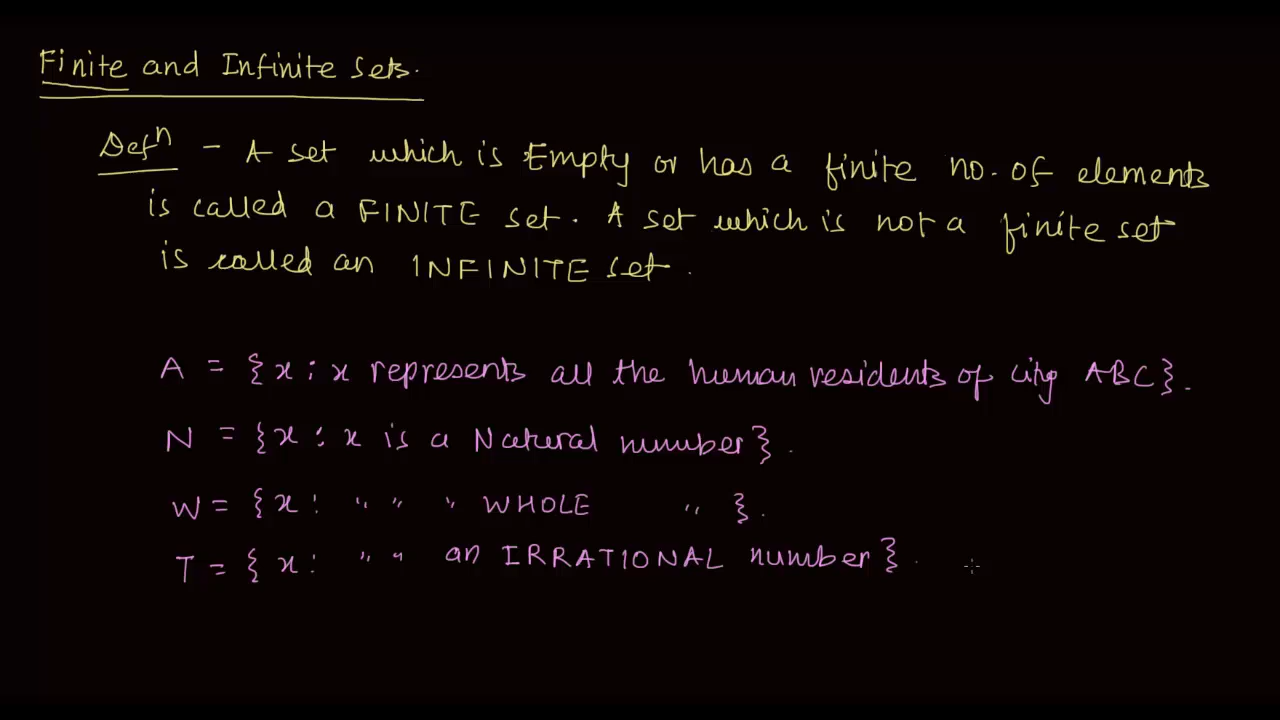 Finite and Infinite Sets.
Defⁿ - A set which is Empty or has a finite no. of elements
is called a FINITE set. A set which is not a finite set
is called an INFINITE set.
A = {x : x represents all the human residents of city ABC}.
N = {x : x is a Natural number}.
W = {x : " " " WHOLE " }.
T = {x : " " an IRRATIONAL number}.